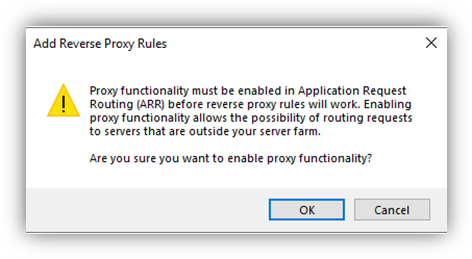 Add Reverse Proxy Rules
Proxy functionality must be enabled in Application Request
Routing (ARR) before reverse proxy rules will work. Enabling
proxy functionality allows the possibility of routing requests
to servers that are outside your server farm.
Are you sure you want to enable proxy functionality?
OK
Cancel